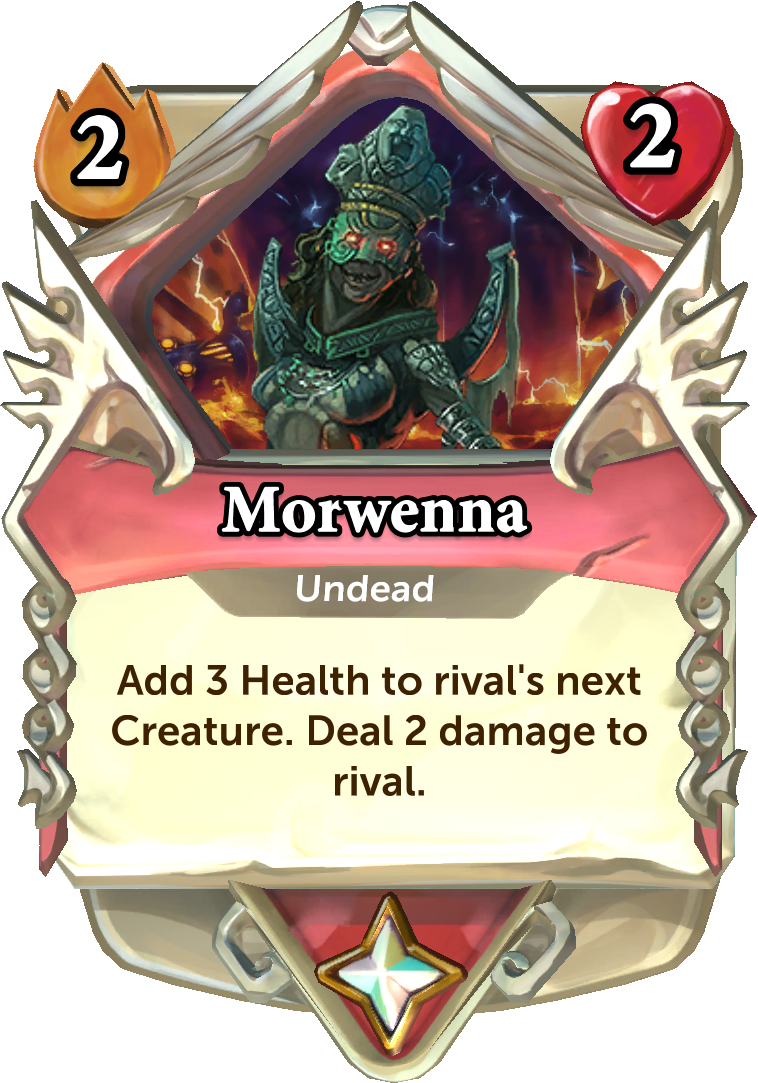 2
2
Morwenna
Undead
Add 3 Health to rival's next
Creature. Deal 2 damage to
rival.